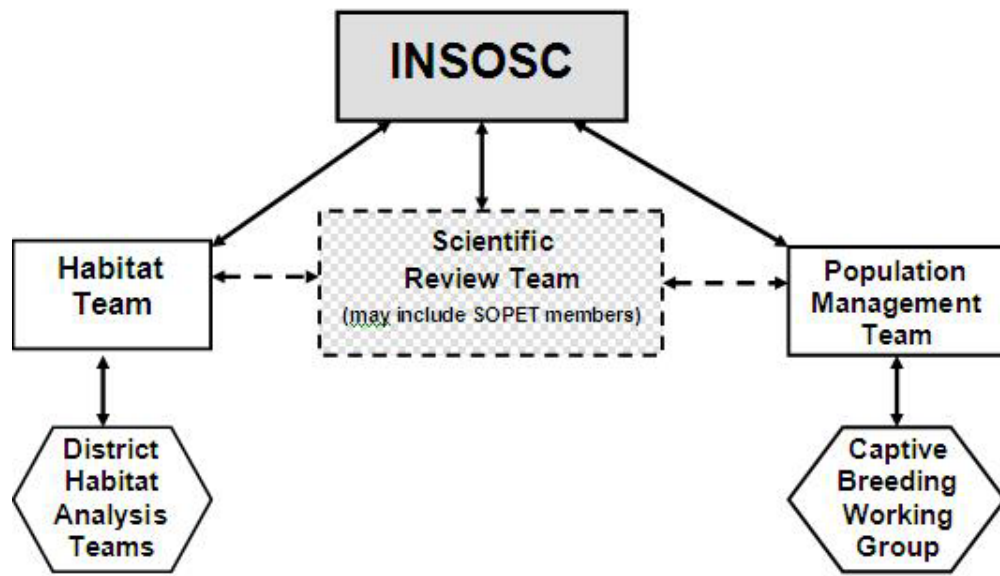 INSOSC
Scientific
Review Team
(may include SOPET members)
Habitat
Team
Population
Management
Team
District
Habitat
Analysis
Teams
Captive
Breeding
Working
Group